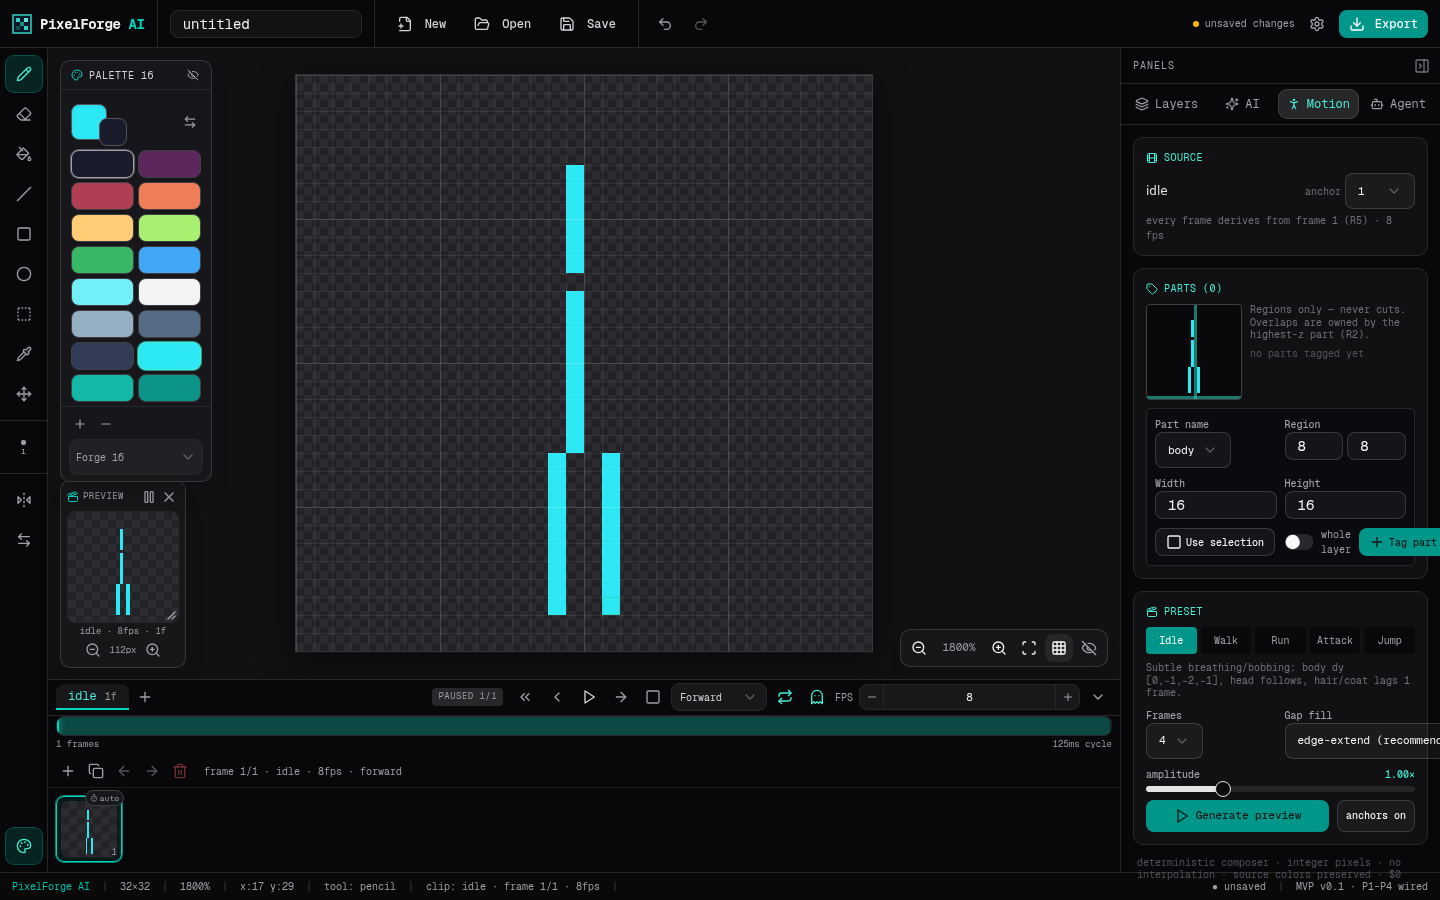 PixelForge AI
untitled
New
Open
Save
unsaved changes
Export
PALETTE 16
Forge 16
PREVIEW
idle · 8fps · 1f
112px
1
1800%
PANELS
Layers
AI
Motion
Agent
SOURCE
idle
anchor
1
every frame derives from frame 1 (R5) · 8
fps
PARTS (0)
Regions only — never cuts.
Overlaps are owned by the
highest-z part (R2).
no parts tagged yet
Part name
Region
body
8
8
Width
Height
16
16
Use selection
whole
layer
Tag part
PRESET
Idle
Walk
Run
Attack
Jump
Subtle breathing/bobbing: body dy
[0,-1,-2,-1], head follows, hair/coat lags 1
frame.
Frames
Gap fill
4
edge-extend (recommen
amplitude
1.00×
Generate preview
anchors on
deterministic composer · integer pixels · no
interpolation · source colors preserved · $0
idle 1f
PAUSED 1/1
Forward
FPS
8
1 frames
125ms cycle
frame 1/1 · idle · 8fps · forward
auto
1
PixelForge AI
32×32
1800%
x:17 y:29
tool: pencil
clip: idle · frame 1/1 · 8fps
unsaved
MVP v0.1 · P1-P4 wired